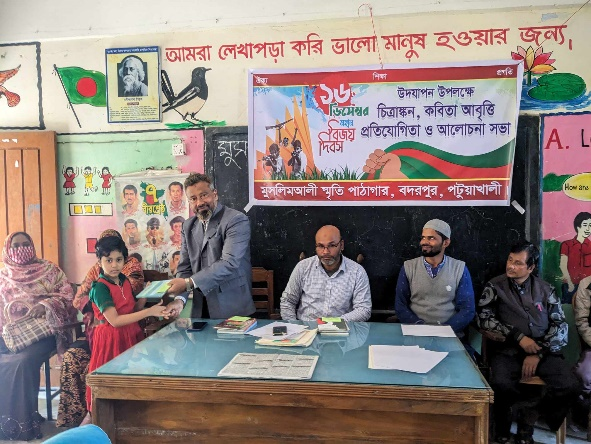 আমরা লেখাপড়া করি ভালো মানুষ হওয়ার জন্য,
ঐক্য শিক্ষা প্রগতি
১৬
ডিসেম্বর
মহান
বিজয়
দিবস
উদযাপন উপলক্ষে
চিত্রাঙ্কন, কবিতা আবৃত্তি
প্রতিযোগিতা ও আলোচনা সভা
মুসলিমআলী স্মৃতি পাঠাগার, বদরপুর, পটুয়াখালী।
A.
How are